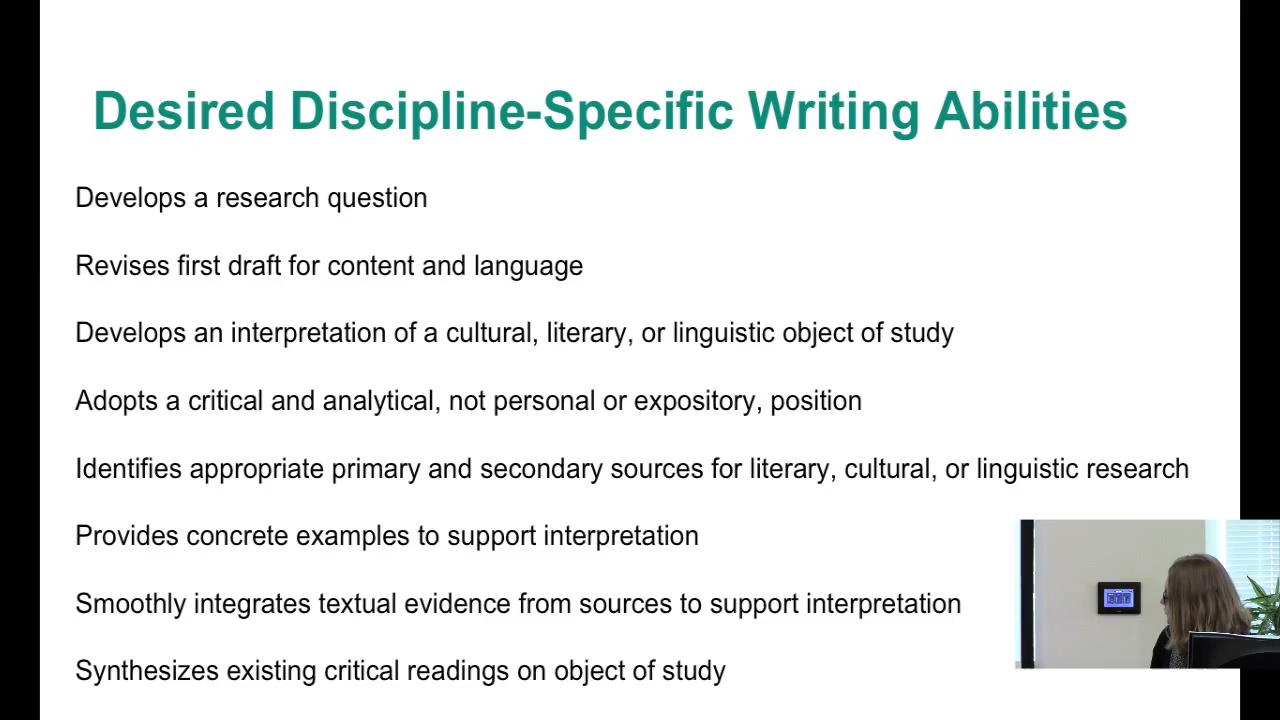 Desired Discipline-Specific Writing Abilities
Develops a research question
Revises first draft for content and language
Develops an interpretation of a cultural, literary, or linguistic object of study
Adopts a critical and analytical, not personal or expository, position
Identifies appropriate primary and secondary sources for literary, cultural, or linguistic research
Provides concrete examples to support interpretation
Smoothly integrates textual evidence from sources to support interpretation
Synthesizes existing critical readings on object of study